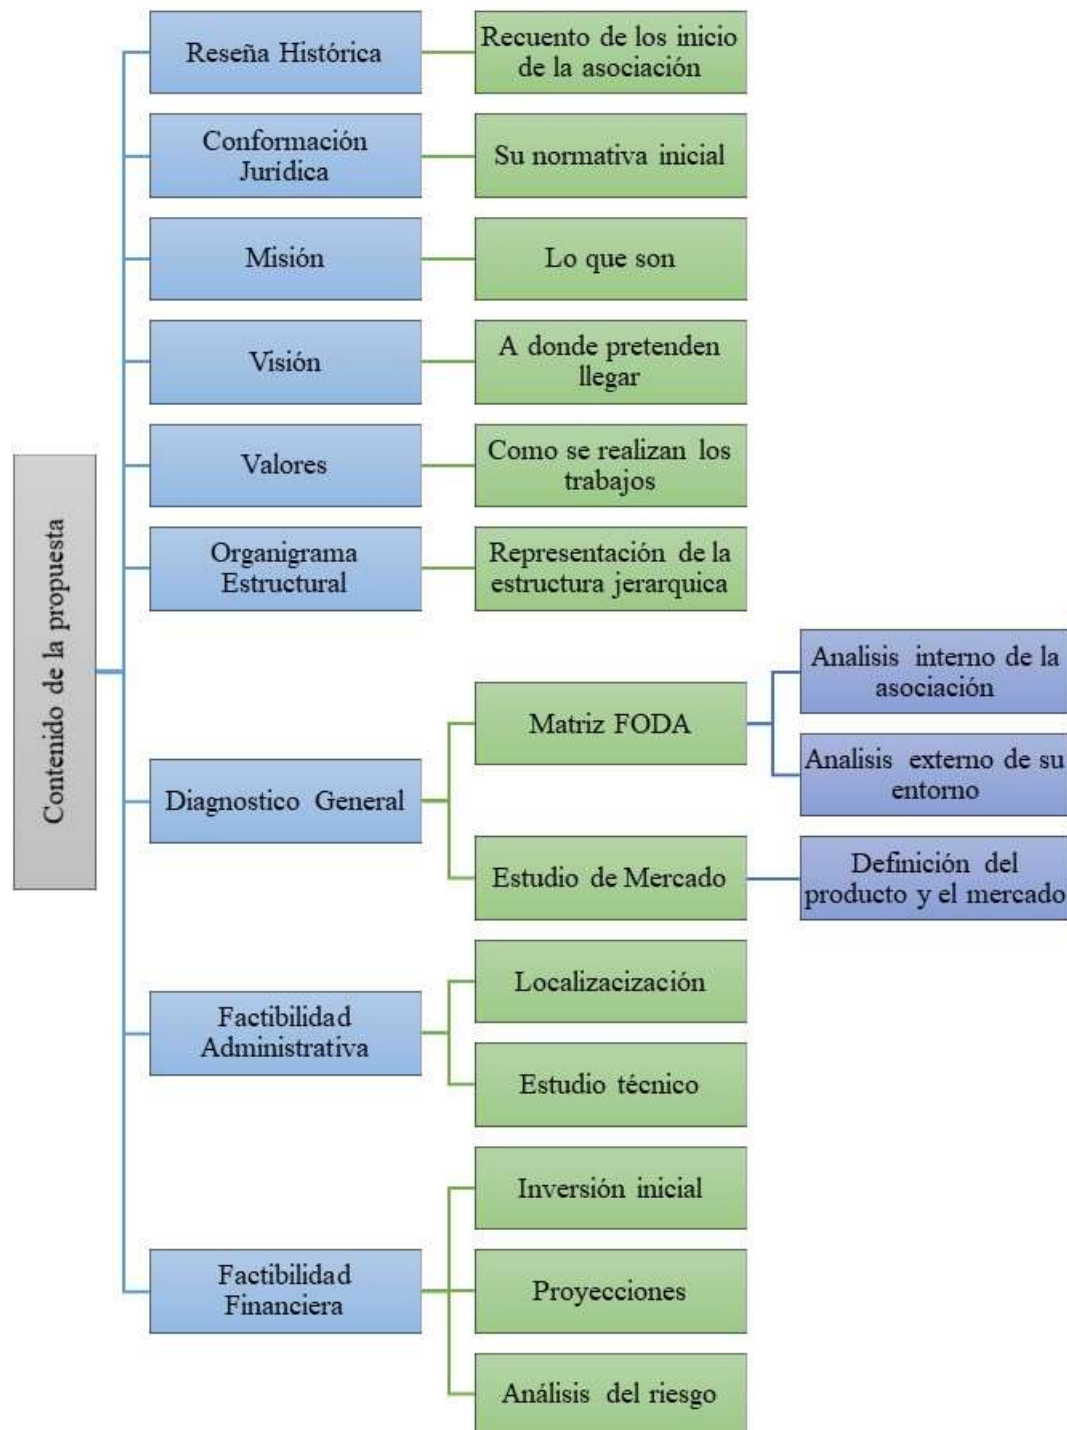 Contenido de la propuesta
Reseña Histórica
Recuento de los inicio
de la asociación
Conformación
Jurídica
Su normativa inicial
Misión
Lo que son
Visión
A donde pretenden
llegar
Valores
Como se realizan los
trabajos
Organigrama
Estructural
Representación de la
estructura jerarquica
Diagnostico General
Matriz FODA
Analisis interno de la
asociación
Analisis externo de su
entorno
Estudio de Mercado
Definición del
producto y el mercado
Factibilidad
Administrativa
Localizacización
Estudio técnico
Factibilidad
Financiera
Inversión inicial
Proyecciones
Análisis del riesgo